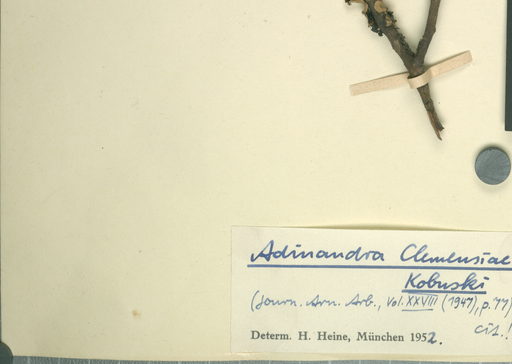 Adinandra Clemensiae
Kobuski
(Journ. Arn. Arb., Vol. XXVIII (1947), p. 77)
cit.!
Determ. H. Heine, München 1952.